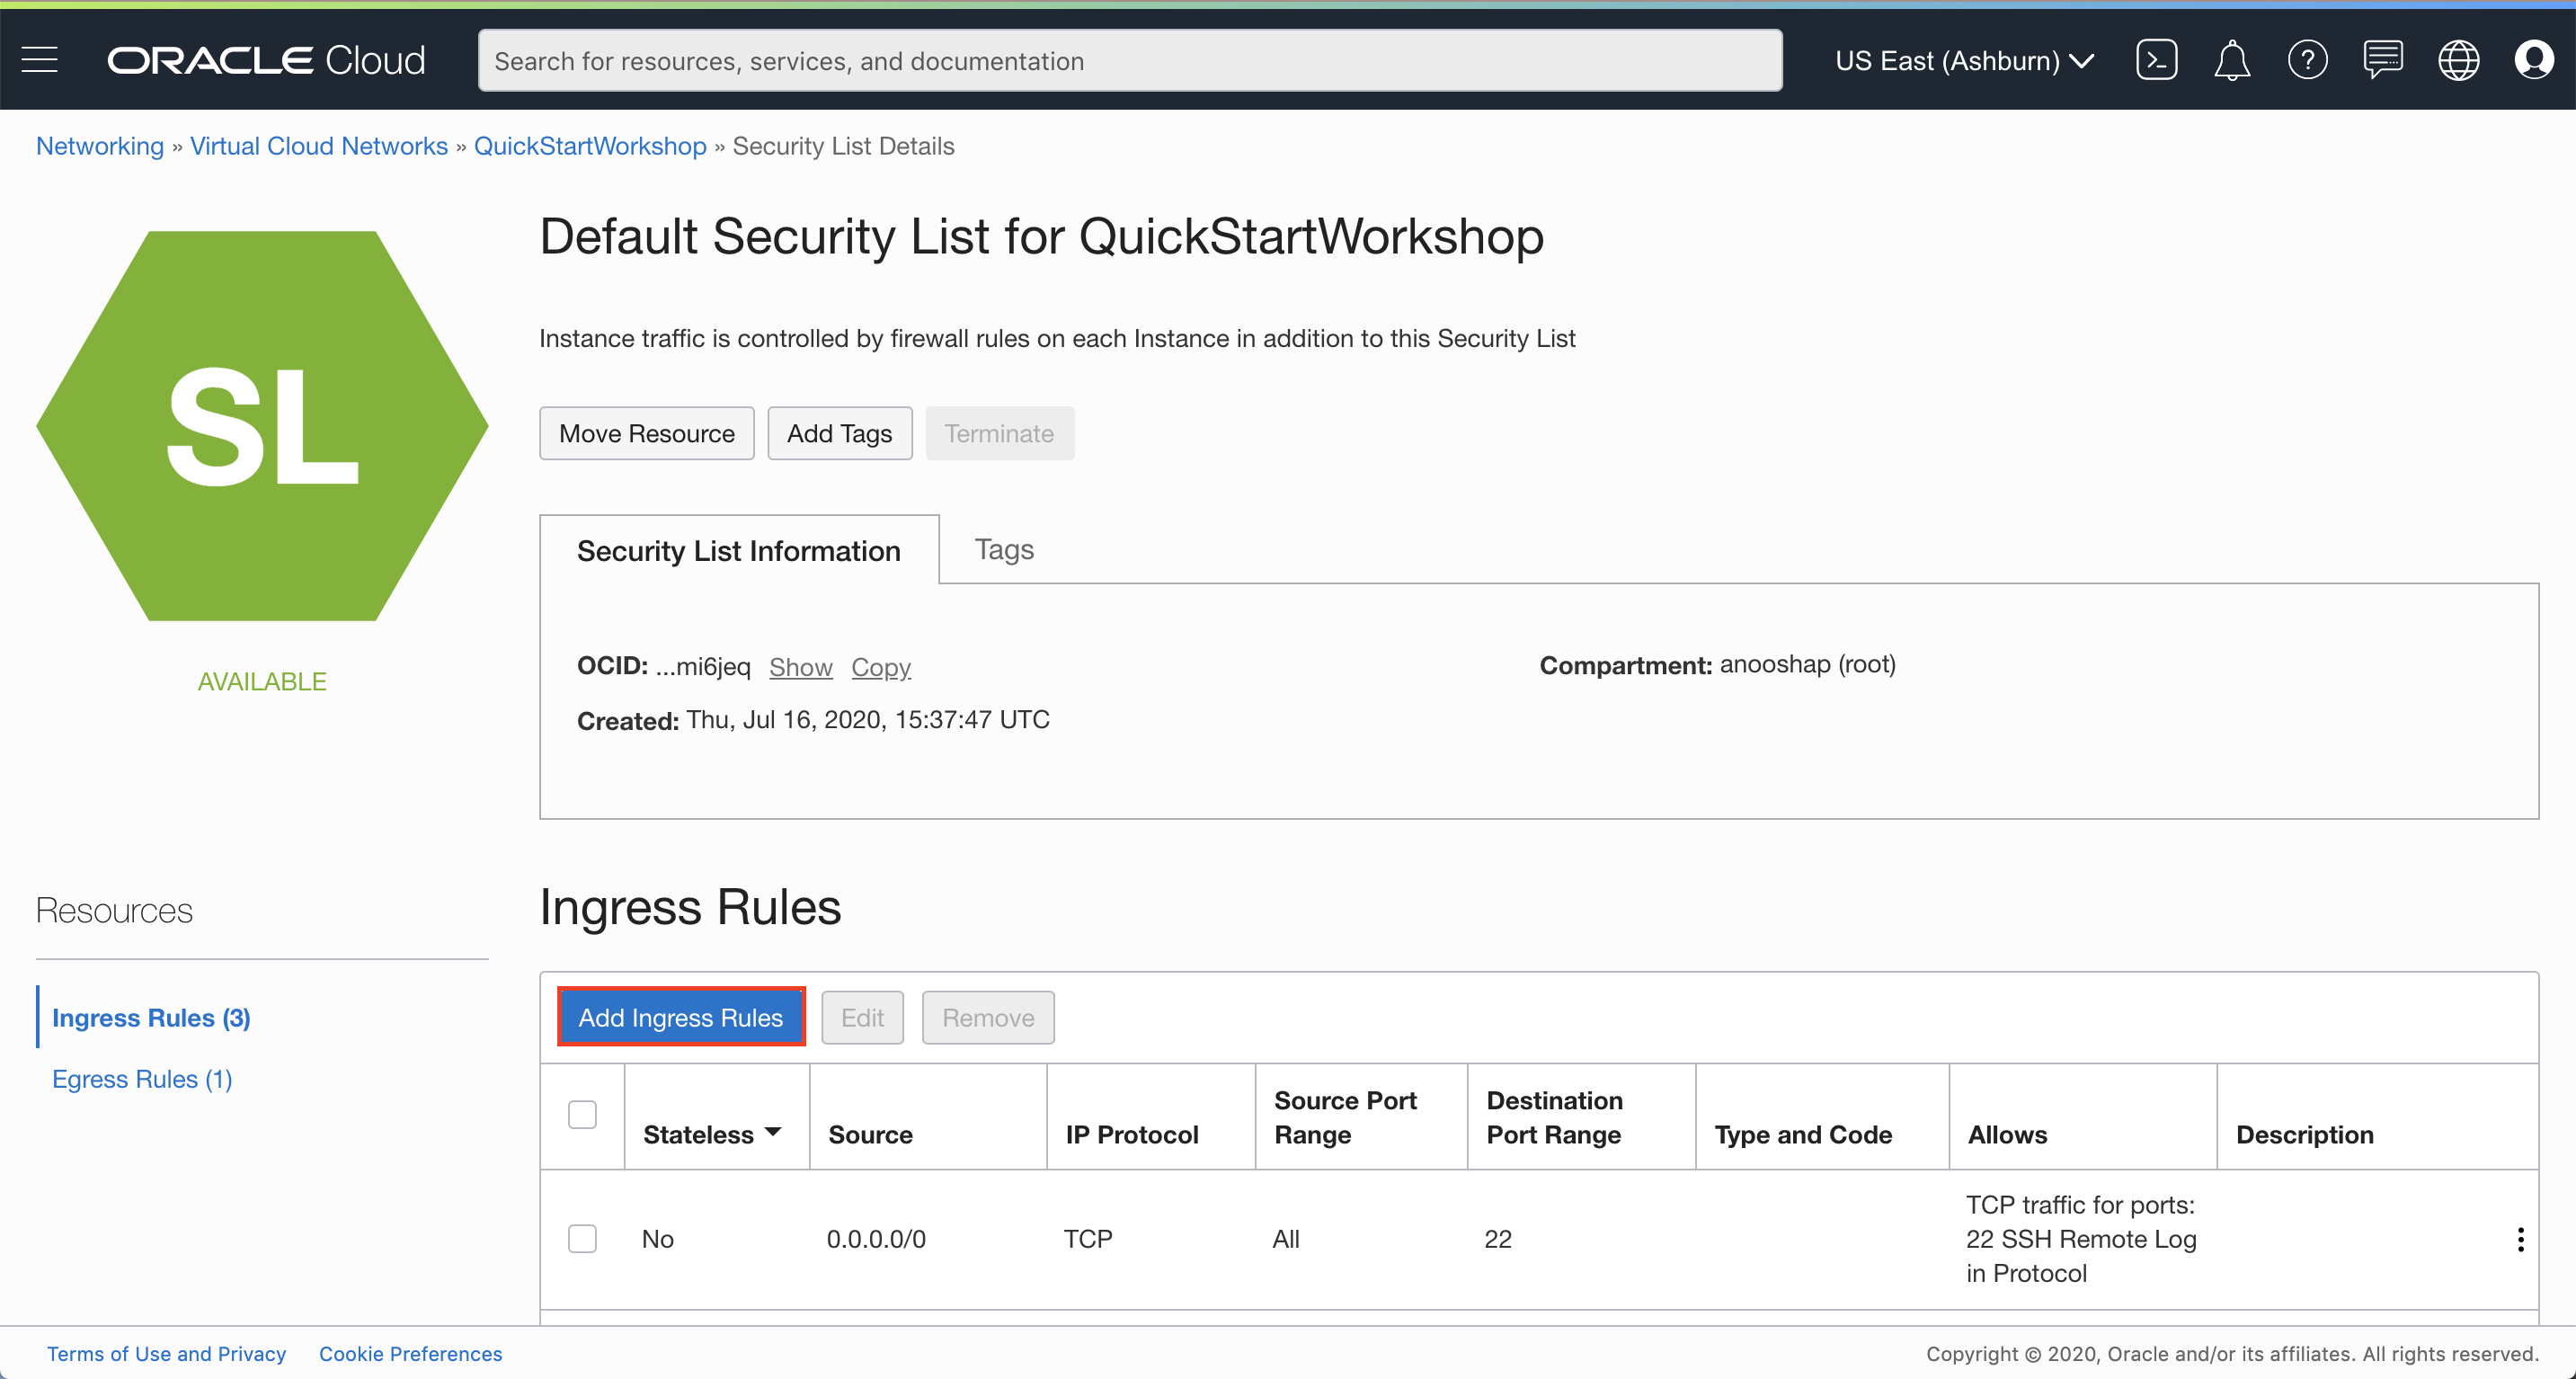 ORACLE Cloud
Search for resources, services, and documentation
US East (Ashburn)
Networking » Virtual Cloud Networks » QuickStartWorkshop » Security List Details
SL
AVAILABLE
Default Security List for QuickStartWorkshop
Instance traffic is controlled by firewall rules on each Instance in addition to this Security List
Move Resource Add Tags Terminate
Security List Information Tags
OCID: ...mi6jeq Show Copy
Compartment: anooshap (root)
Created: Thu, Jul 16, 2020, 15:37:47 UTC
Resources
Ingress Rules (3)
Egress Rules (1)
Ingress Rules
Add Ingress Rules Edit Remove
Stateless Source IP Protocol Source Port Range Destination Port Range Type and Code Allows Description
No 0.0.0.0/0 TCP All 22 TCP traffic for ports:
22 SSH Remote Log
in Protocol
Terms of Use and Privacy Cookie Preferences
Copyright © 2020, Oracle and/or its affiliates. All rights reserved.